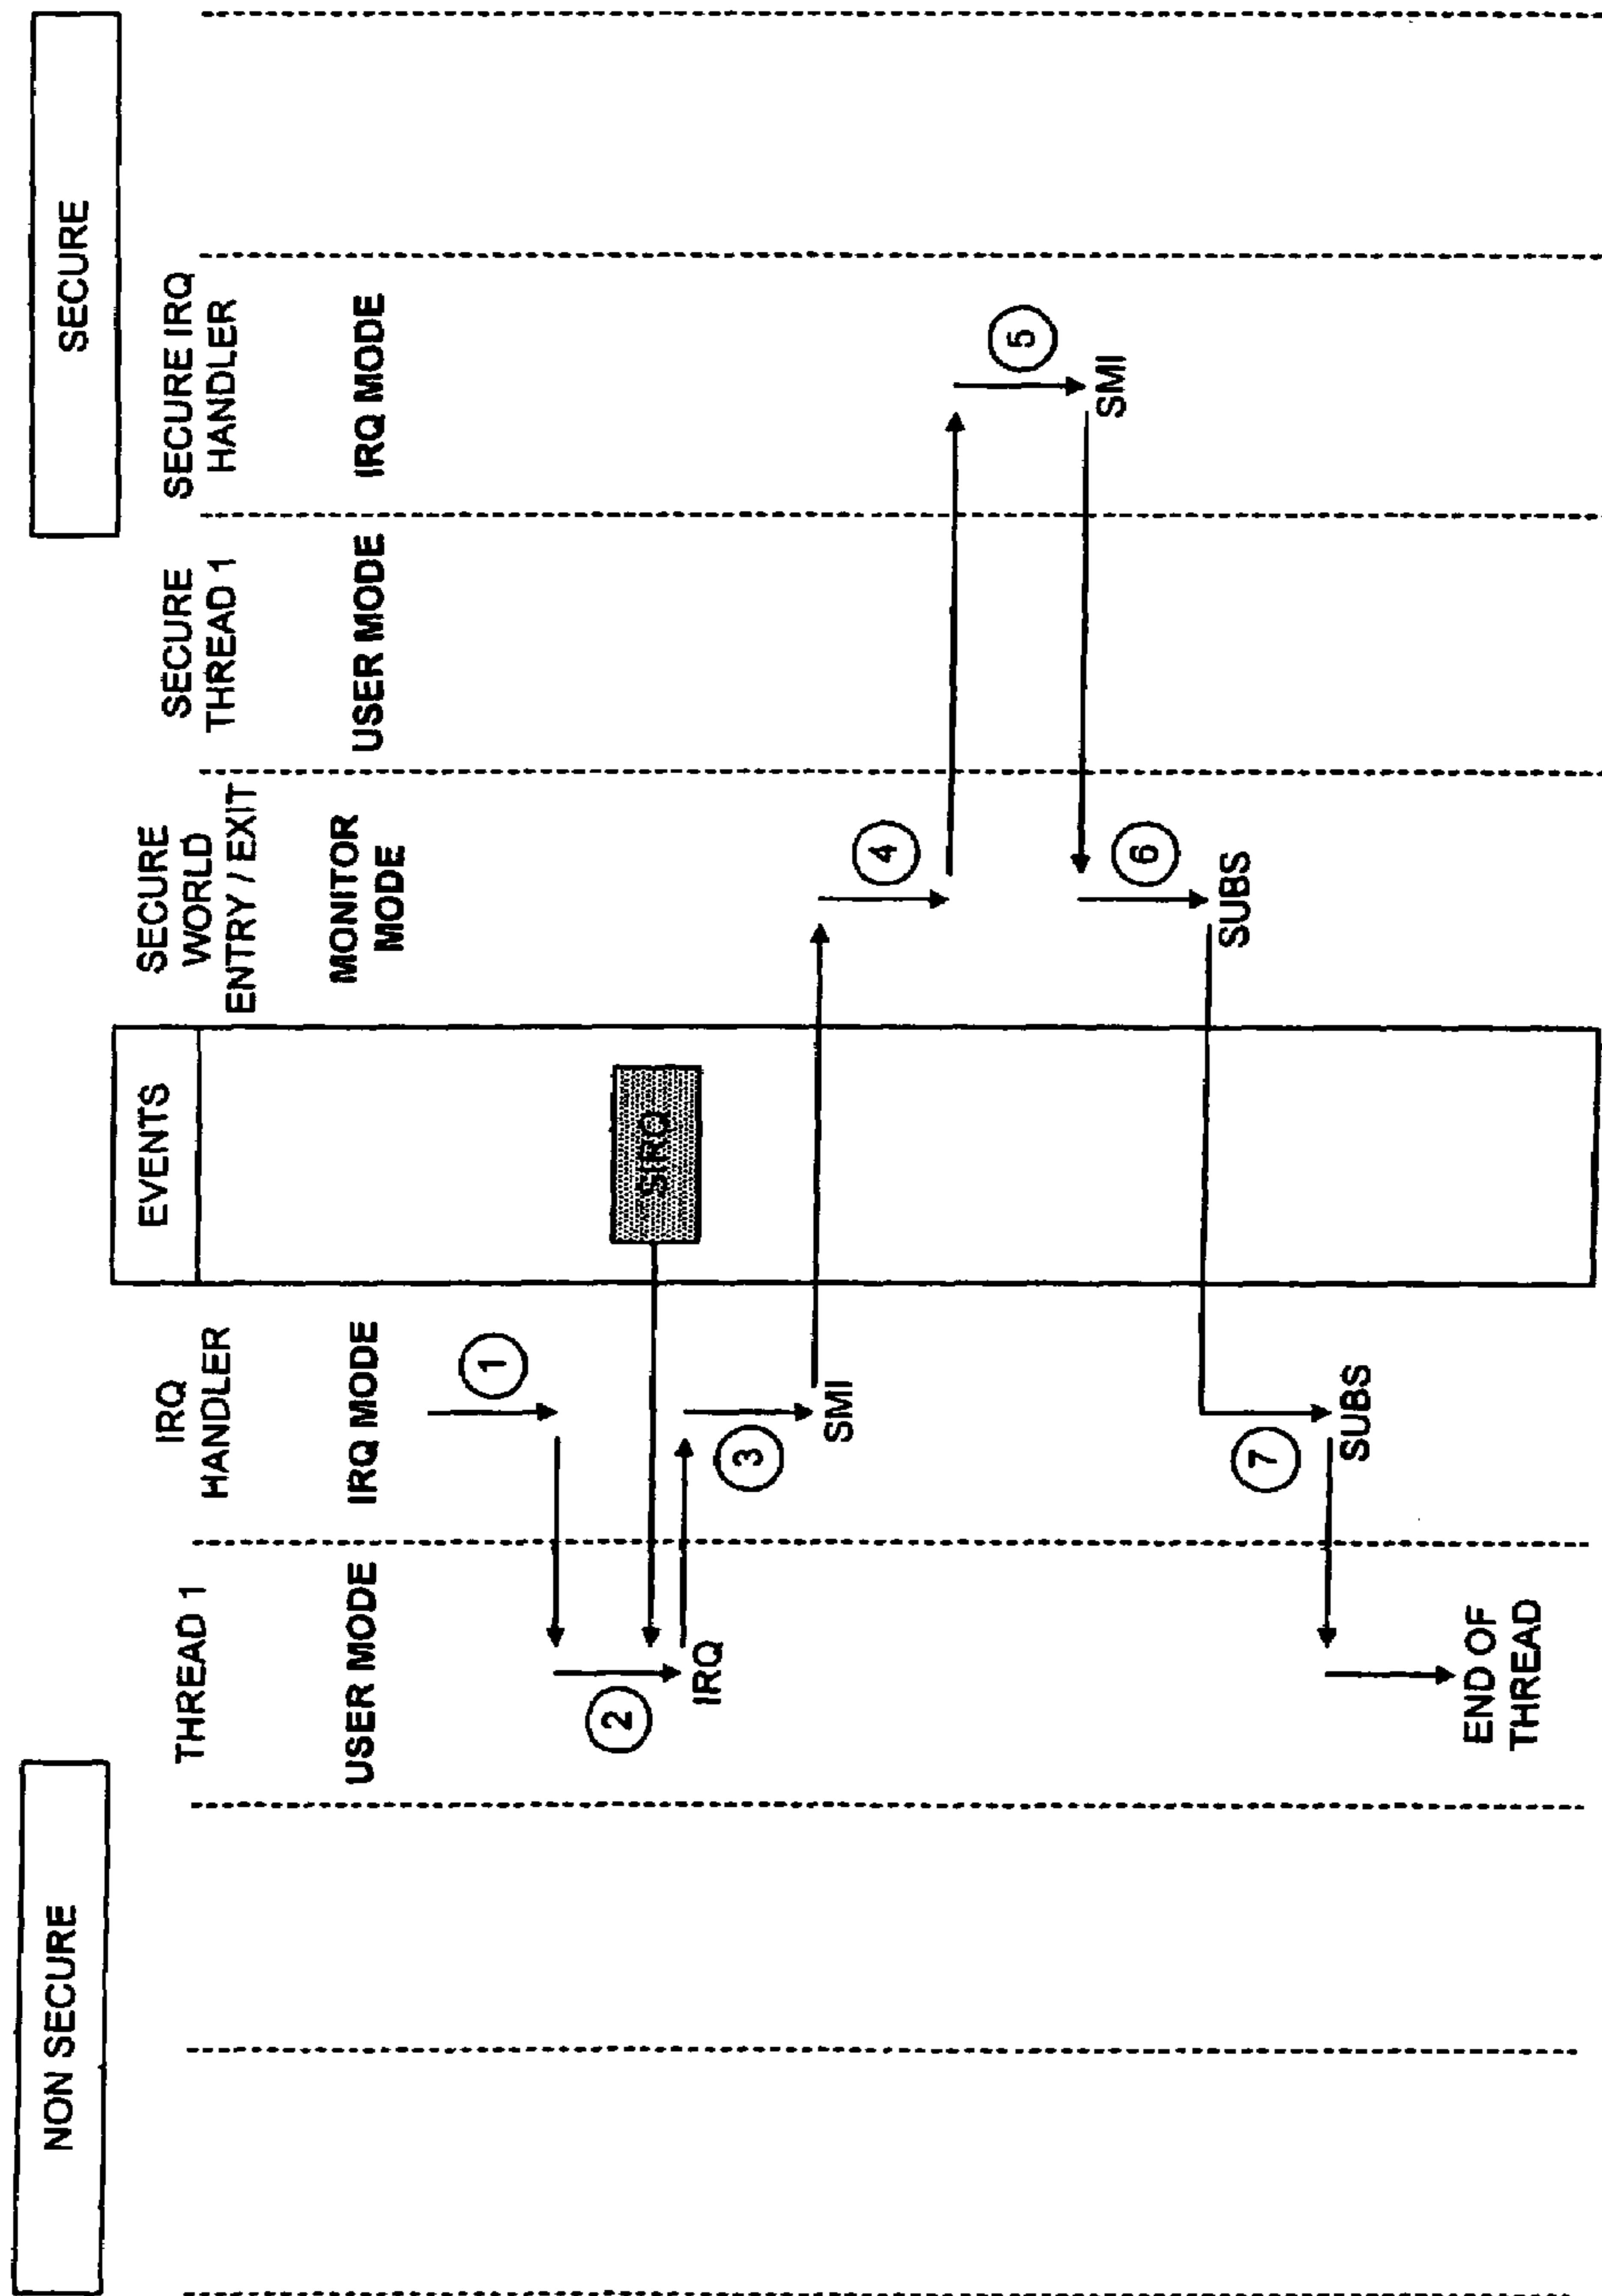 NON SECURE
SECURE
THREAD 1
IRQ
HANDLER
EVENTS
SECURE
WORLD
ENTRY / EXIT
SECURE
THREAD 1
SECURE IRQ
HANDLER
USER MODE
IRQ MODE
MONITOR
MODE
USER MODE
IRQ MODE
1
2
SIRQ
IRQ
3
SMI
4
5
SMI
6
SUBS
7
SUBS
END OF
THREAD